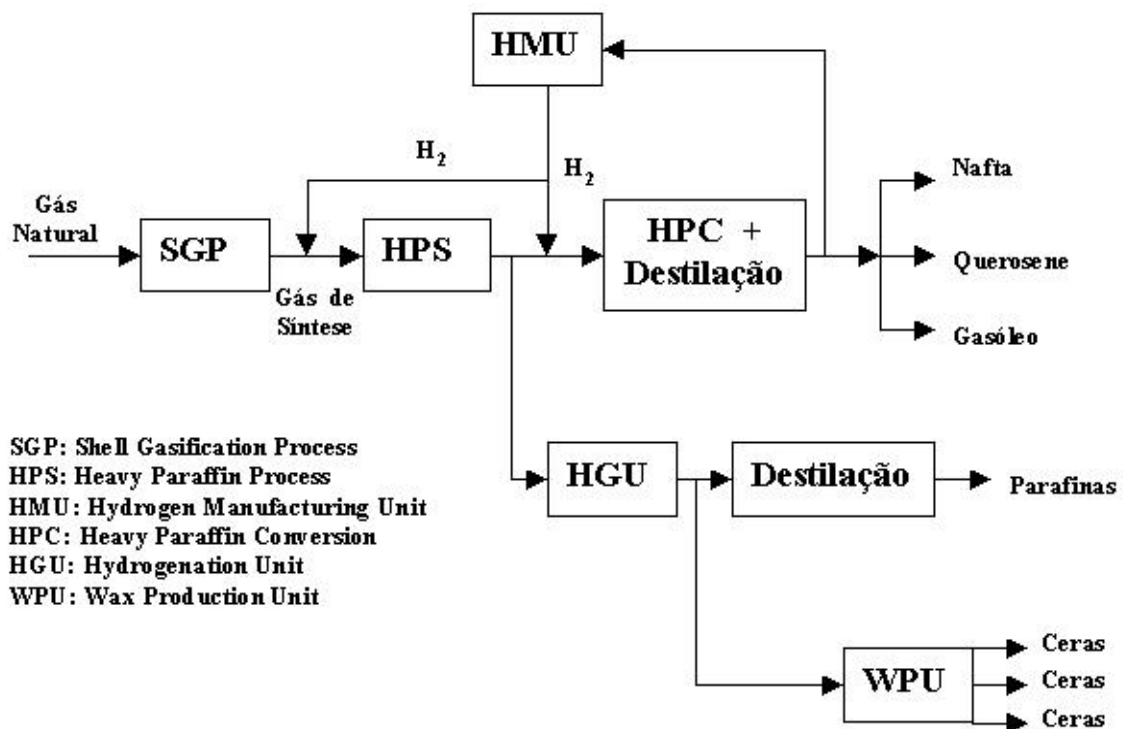 HMU
H2
H2
Gás
Natural
SGP
HPS
HPC +
Destilação
Nafta
Querosene
Gás de
Síntese
Gasóleo
SGP: Shell Gasification Process
HPS: Heavy Paraffin Process
HMU: Hydrogen Manufacturing Unit
HPC: Heavy Paraffin Conversion
HGU: Hydrogenation Unit
WPU: Wax Production Unit
HGU
Destilação
Parafinas
WPU
Ceras
Ceras
Ceras